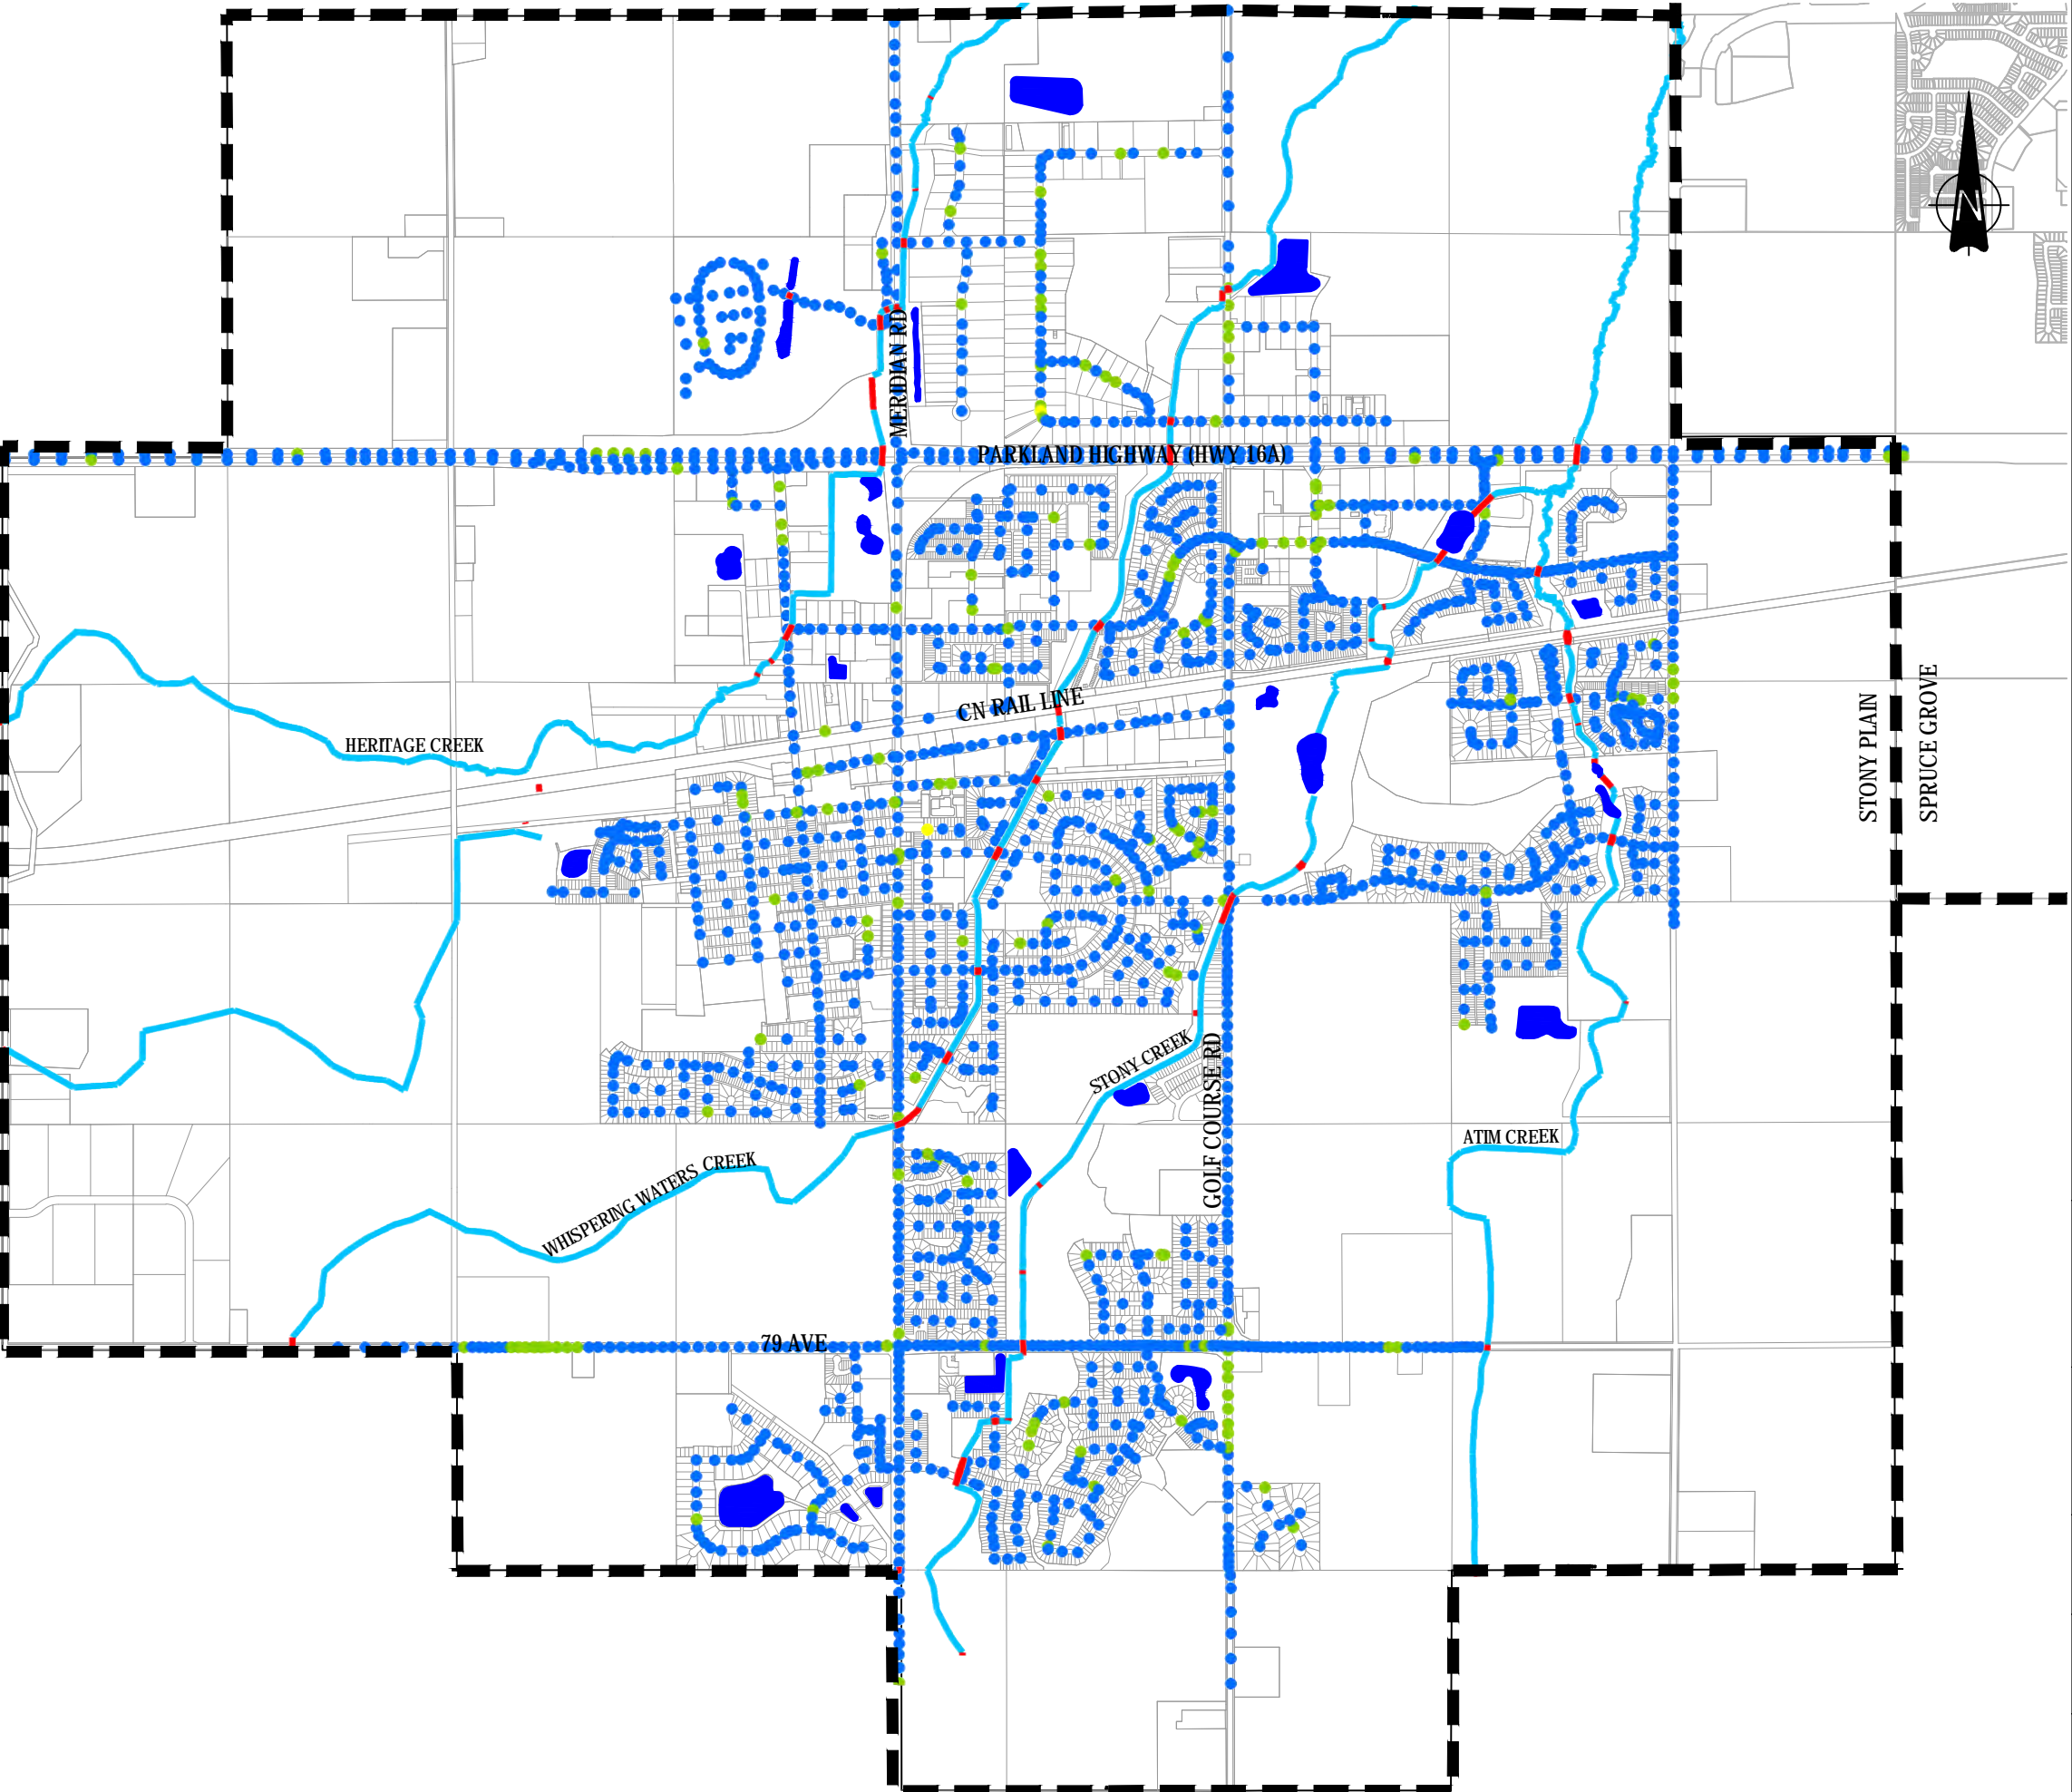 N
MERIDIAN RD
PARKLAND HIGHWAY (HWY 16A)
CN RAIL LINE
HERITAGE CREEK
STONY PLAIN
SPRUCE GROVE
STONY CREEK
GOLF COURSE RD
ATIM CREEK
WHISPERING WATERS CREEK
79 AVE